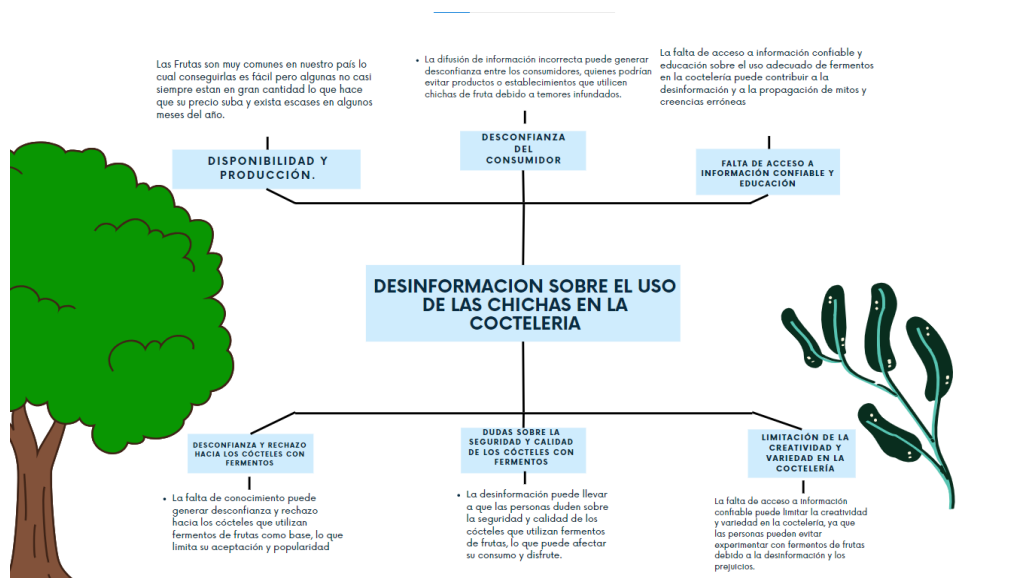 Las Frutas son muy comunes en nuestro país lo
cual conseguirlas es fácil pero algunas no casi
siempre estan en gran cantidad lo que hace
que su precio suba y exista escases en algunos
meses del año.
DISPONIBILIDAD Y
PRODUCCIÓN.
• La difusión de información incorrecta puede generar
desconfianza entre los consumidores, quienes podrían
evitar productos o establecimientos que utilicen
chichas de fruta debido a temores infundados.
DESCONFIANZA
DEL
CONSUMIDOR
La falta de acceso a información confiable y
educación sobre el uso adecuado de fermentos
en la coctelería puede contribuir a la
desinformación y a la propagación de mitos y
creencias erróneas
FALTA DE ACCESO A
INFORMACIÓN CONFIABLE Y
EDUCACIÓN
DESINFORMACION SOBRE EL USO
DE LAS CHICHAS EN LA
COCTELERIA
DESCONFIANZA Y RECHAZO
HACIA LOS CÓCTELES CON
FERMENTOS
• La falta de conocimiento puede
generar desconfianza y rechazo
hacia los cócteles que utilizan
fermentos de frutas como base, lo que
limita su aceptación y popularidad
DUDAS SOBRE LA
SEGURIDAD Y CALIDAD
DE LOS CÓCTELES CON
FERMENTOS
• La desinformación puede llevar
a que las personas duden sobre
la seguridad y calidad de los
cócteles que utilizan fermentos
de frutas, lo que puede afectar
su consumo y disfrute.
LIMITACIÓN DE LA
CREATIVIDAD Y
VARIEDAD EN LA
COCTELERÍA
La falta de acceso a información
confiable puede limitar la creatividad
y variedad en la coctelería, ya que
las personas pueden evitar
experimentar con fermentos de frutas
debido a la desinformación y los
prejuicios.